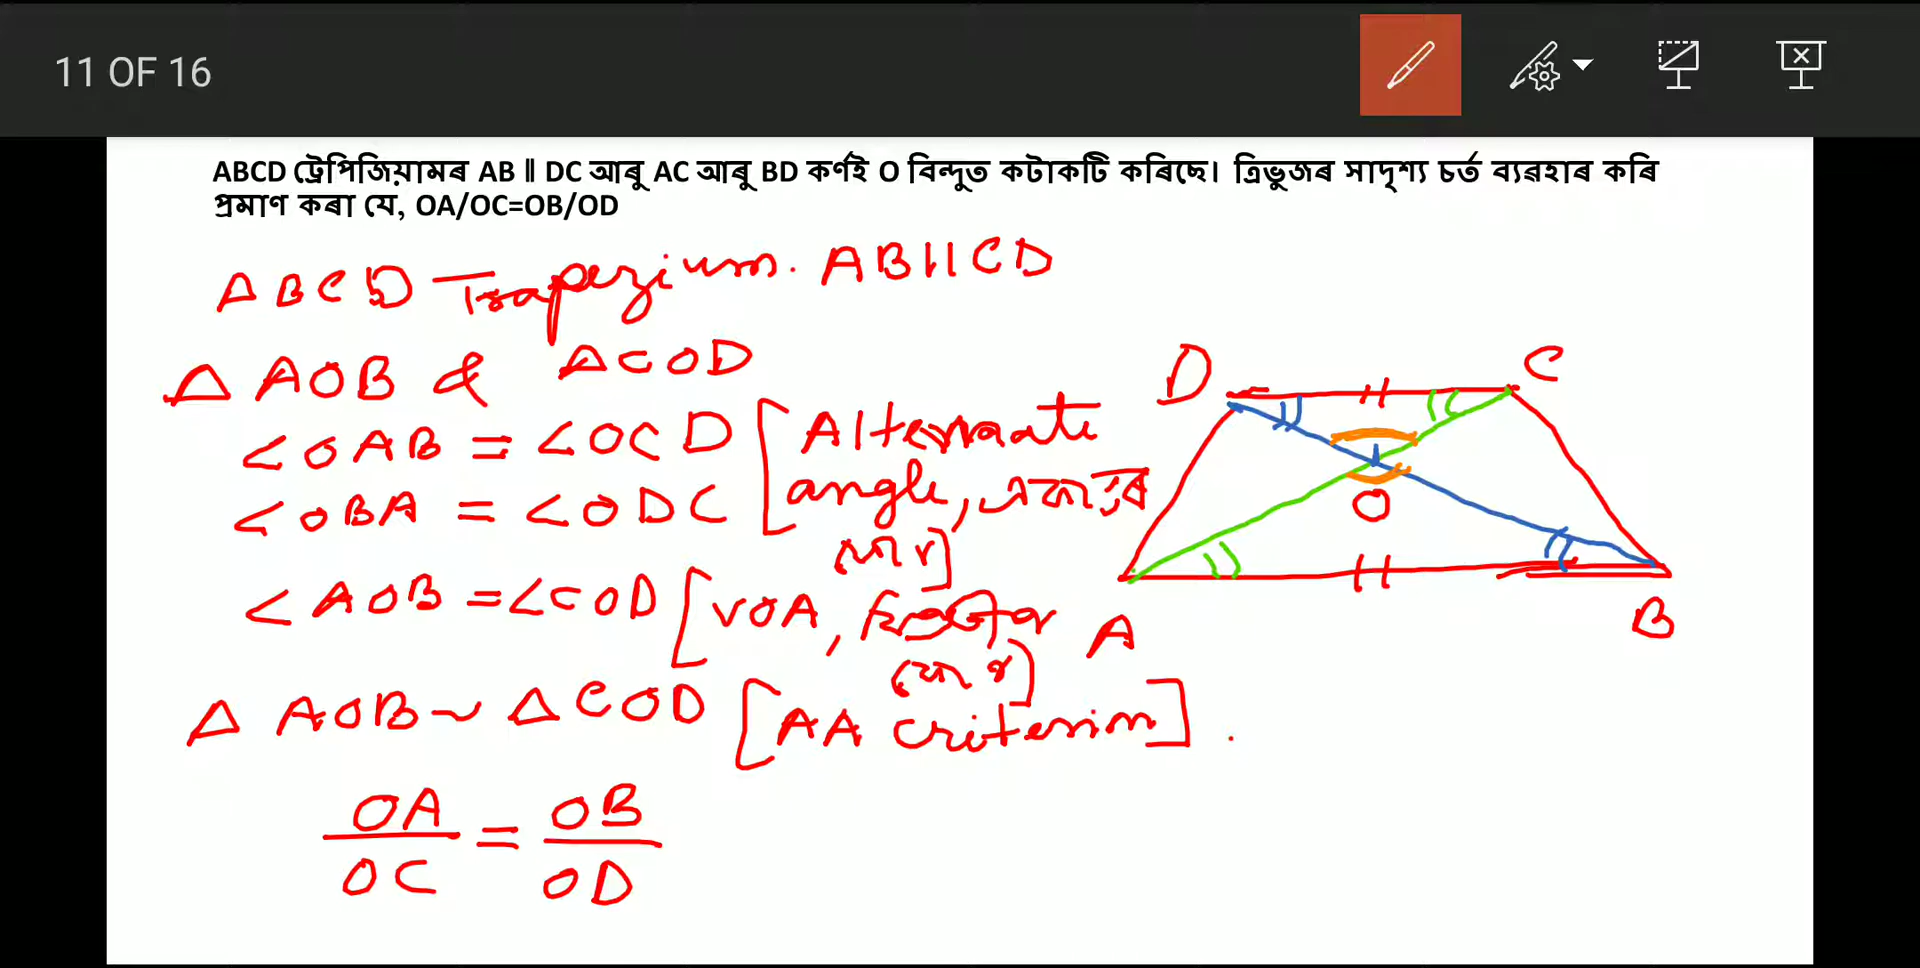 11 OF 16
ABCD ট্ৰেপিজিয়ামৰ AB ∥ DC আৰু AC আৰু BD কৰ্ণই O বিন্দুত কটাকটি কৰিছে। ত্ৰিভুজৰ সাদৃশ্য চৰ্ত ব্যৱহাৰ কৰি
প্ৰমাণ কৰা যে, OA/OC=OB/OD
ABCD Trapezium. AB||CD
△ AOB & △COD
∠OAB = ∠OCD [Alternate
∠OBA = ∠ODC angle, একান্তৰ
কোণ]
∠AOB = ∠COD [VOA,
কোণ]
△ AOB ~ △COD [AA criterion].
OA/OC = OB/OD
D C
O
A B